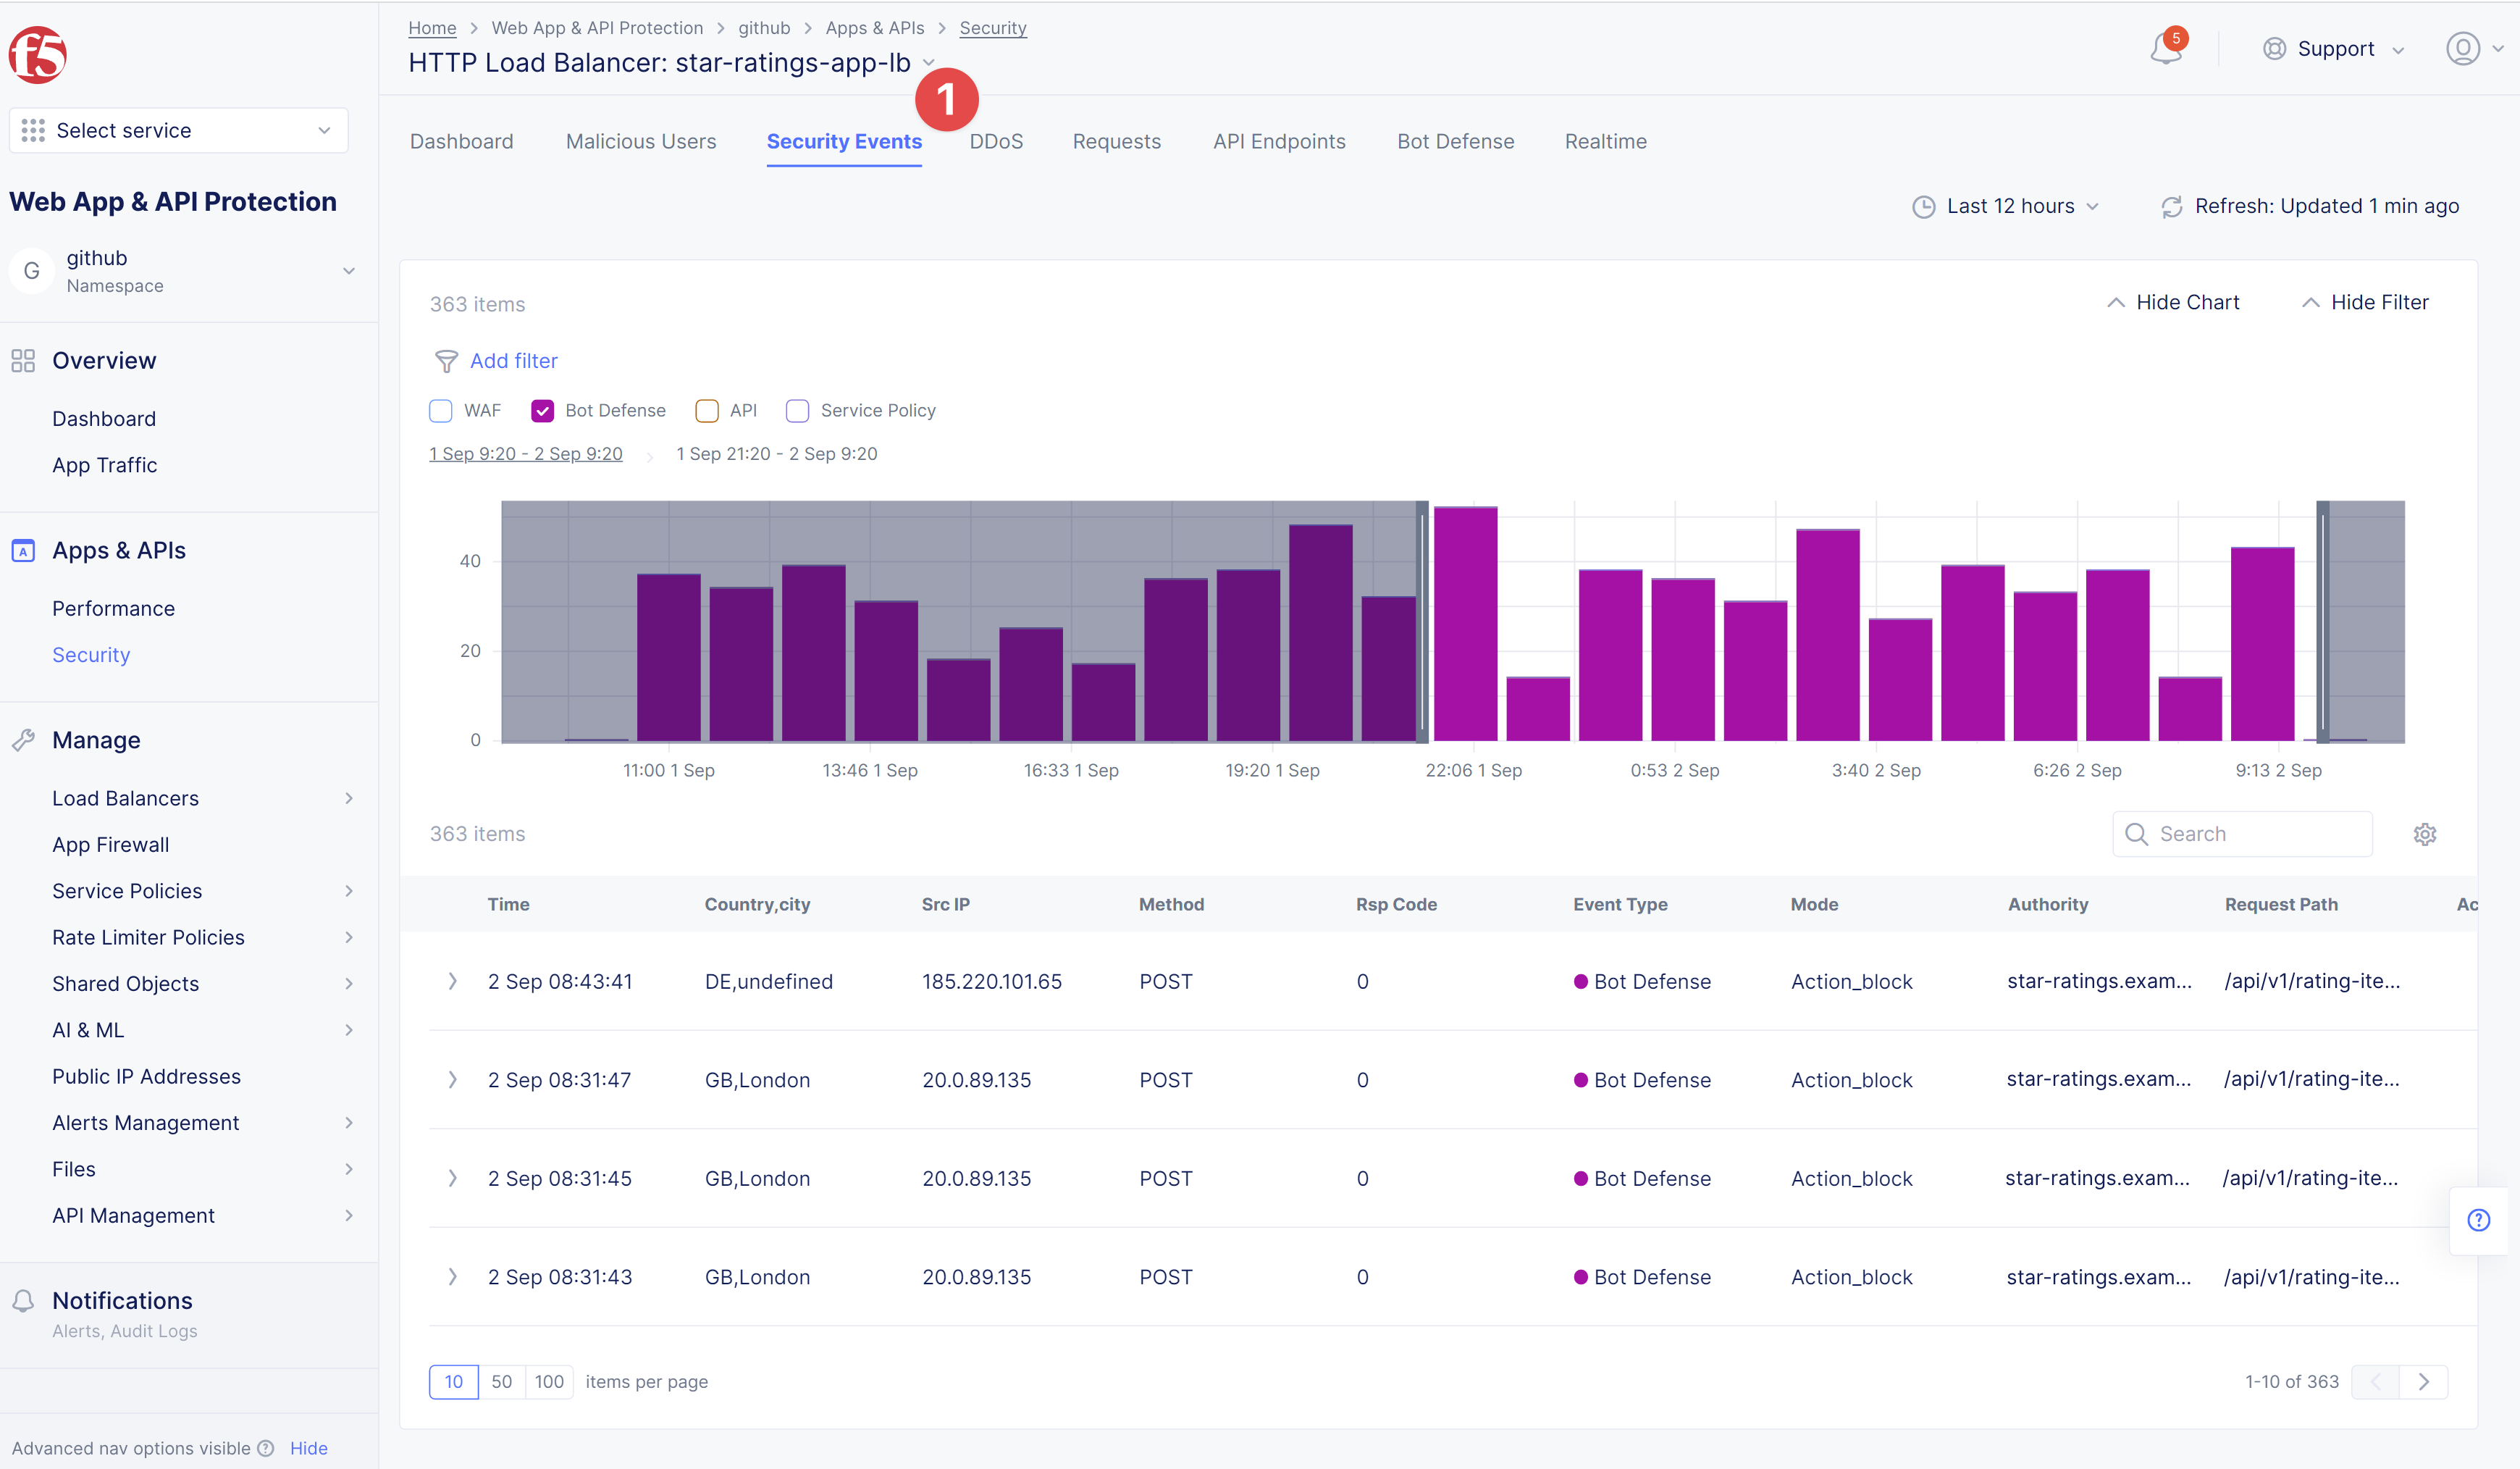 f5
Select service
Web App & API Protection
G
github
Namespace
Overview
Dashboard
App Traffic
A
Apps & APIs
Performance
Security
Manage
Load Balancers
App Firewall
Service Policies
Rate Limiter Policies
Shared Objects
AI & ML
Public IP Addresses
Alerts Management
Files
API Management
Notifications
Alerts, Audit Logs
Advanced nav options visible ? Hide
Home > Web App & API Protection > github > Apps & APIs > Security
HTTP Load Balancer: star-ratings-app-lb
5
Support
1
Dashboard Malicious Users Security Events DDoS Requests API Endpoints Bot Defense Realtime
Last 12 hours Refresh: Updated 1 min ago
363 items Hide Chart Hide Filter
Add filter
WAF Bot Defense API Service Policy
1 Sep 9:20 - 2 Sep 9:20 > 1 Sep 21:20 - 2 Sep 9:20
40
20
0
11:00 1 Sep 13:46 1 Sep 16:33 1 Sep 19:20 1 Sep 22:06 1 Sep 0:53 2 Sep 3:40 2 Sep 6:26 2 Sep 9:13 2 Sep
363 items Search
Time Country,city Src IP Method Rsp Code Event Type Mode Authority Request Path Ac
2 Sep 08:43:41 DE,undefined 185.220.101.65 POST 0 Bot Defense Action_block star-ratings.exam... /api/v1/rating-ite...
2 Sep 08:31:47 GB,London 20.0.89.135 POST 0 Bot Defense Action_block star-ratings.exam... /api/v1/rating-ite...
2 Sep 08:31:45 GB,London 20.0.89.135 POST 0 Bot Defense Action_block star-ratings.exam... /api/v1/rating-ite...
2 Sep 08:31:43 GB,London 20.0.89.135 POST 0 Bot Defense Action_block star-ratings.exam... /api/v1/rating-ite...
?
10 50 100 items per page 1-10 of 363